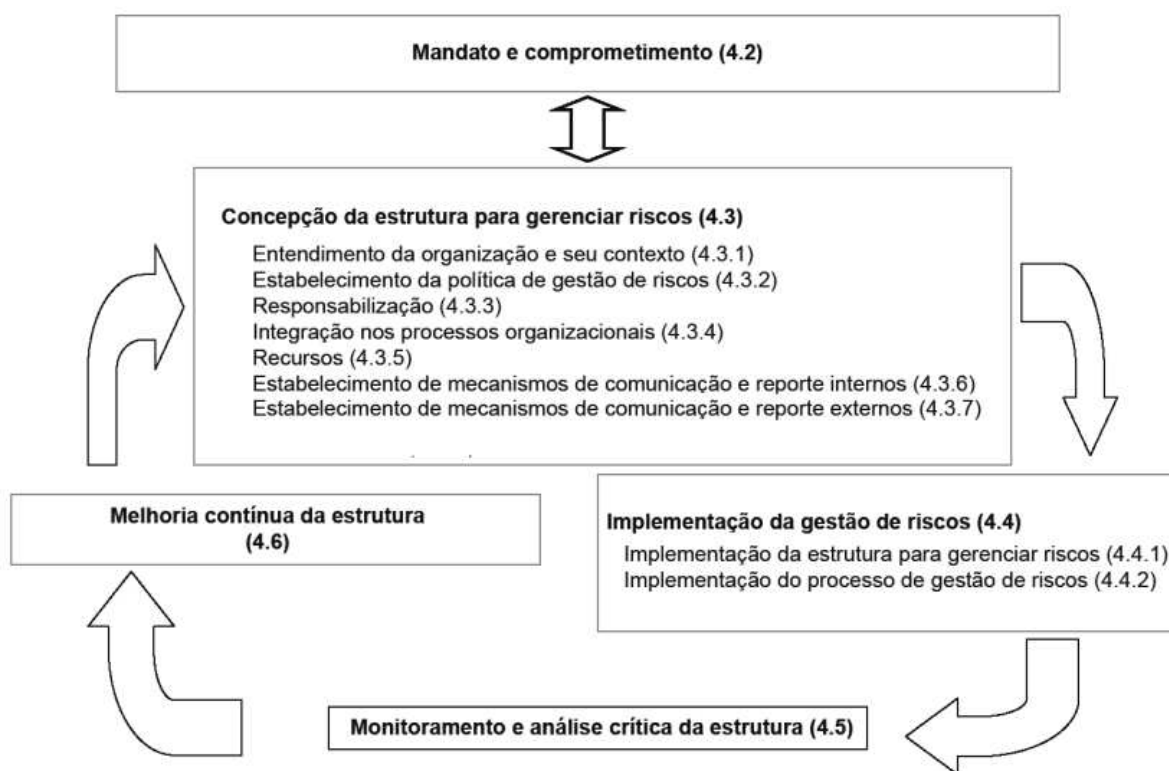 Mandato e comprometimento (4.2)
Concepção da estrutura para gerenciar riscos (4.3)
Entendimento da organização e seu contexto (4.3.1)
Estabelecimento da política de gestão de riscos (4.3.2)
Responsabilização (4.3.3)
Integração nos processos organizacionais (4.3.4)
Recursos (4.3.5)
Estabelecimento de mecanismos de comunicação e reporte internos (4.3.6)
Estabelecimento de mecanismos de comunicação e reporte externos (4.3.7)
Implementação da gestão de riscos (4.4)
Implementação da estrutura para gerenciar riscos (4.4.1)
Implementação do processo de gestão de riscos (4.4.2)
Monitoramento e análise crítica da estrutura (4.5)
Melhoria contínua da estrutura
(4.6)